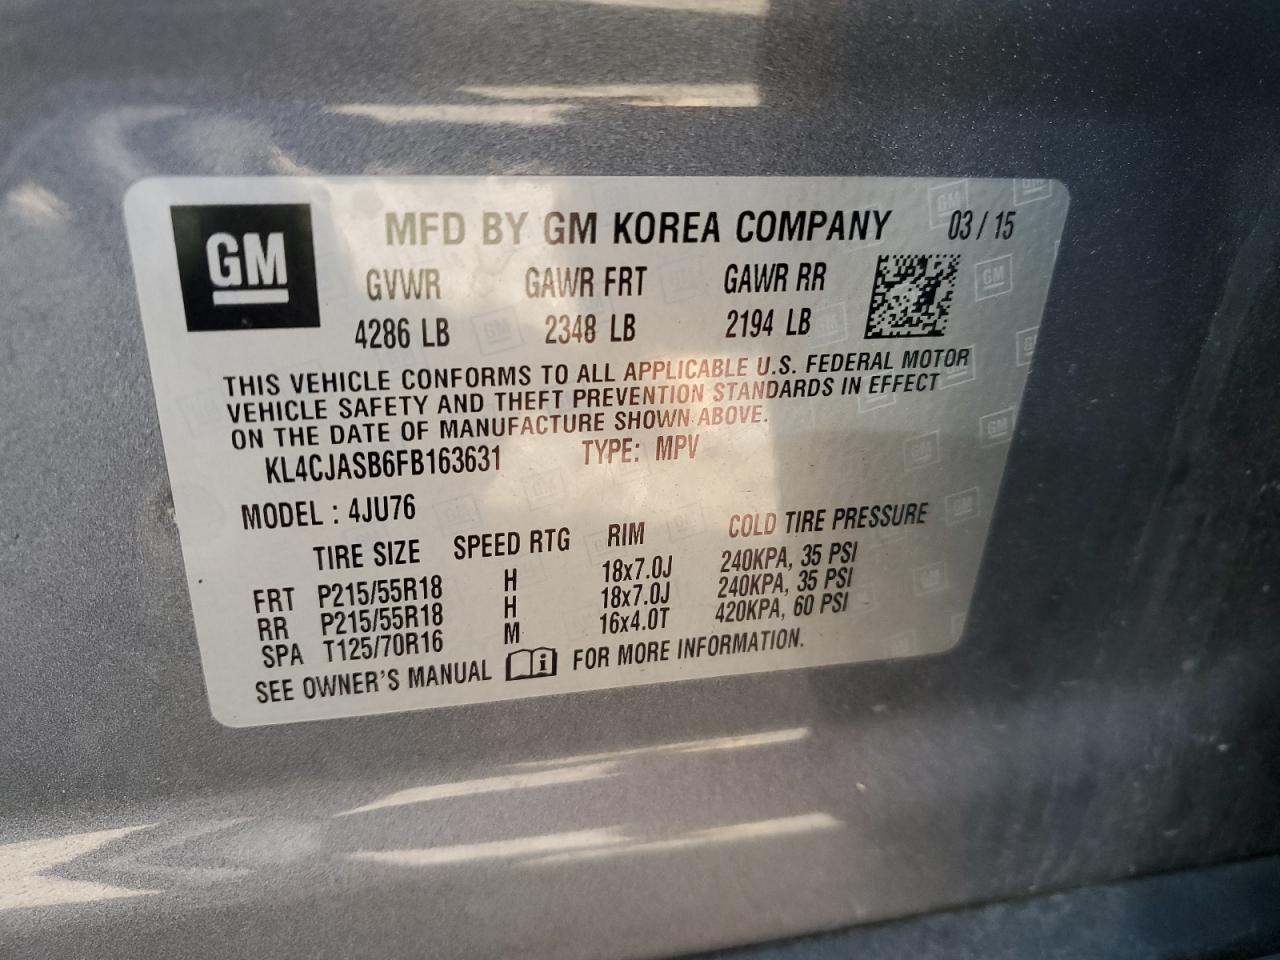 GM
MFD BY GM KOREA COMPANY 03 / 15
GVWR GAWR FRT GAWR RR
4286 LB 2348 LB 2194 LB
THIS VEHICLE CONFORMS TO ALL APPLICABLE U.S. FEDERAL MOTOR
VEHICLE SAFETY AND THEFT PREVENTION STANDARDS IN EFFECT
ON THE DATE OF MANUFACTURE SHOWN ABOVE.
KL4CJASB6FB163631 TYPE: MPV
MODEL : 4JU76
TIRE SIZE SPEED RTG RIM COLD TIRE PRESSURE
FRT P215/55R18 H 18x7.0J 240KPA, 35 PSI
RR P215/55R18 H 18x7.0J 240KPA, 35 PSI
SPA T125/70R16 M 16x4.0T 420KPA, 60 PSI
SEE OWNER'S MANUAL FOR MORE INFORMATION.